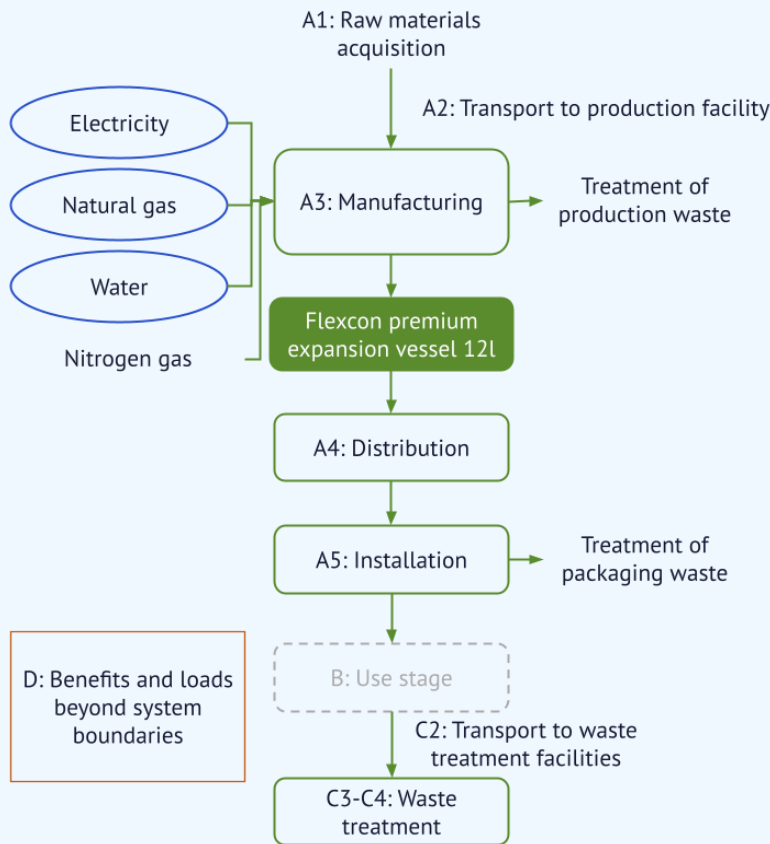 A1: Raw materials
acquisition
A2: Transport to production facility
Electricity
Natural gas
Water
Nitrogen gas
A3: Manufacturing
Treatment of
production waste
Flexcon premium
expansion vessel 12l
A4: Distribution
A5: Installation
Treatment of
packaging waste
B: Use stage
D: Benefits and loads
beyond system
boundaries
C2: Transport to waste
treatment facilities
C3-C4: Waste
treatment